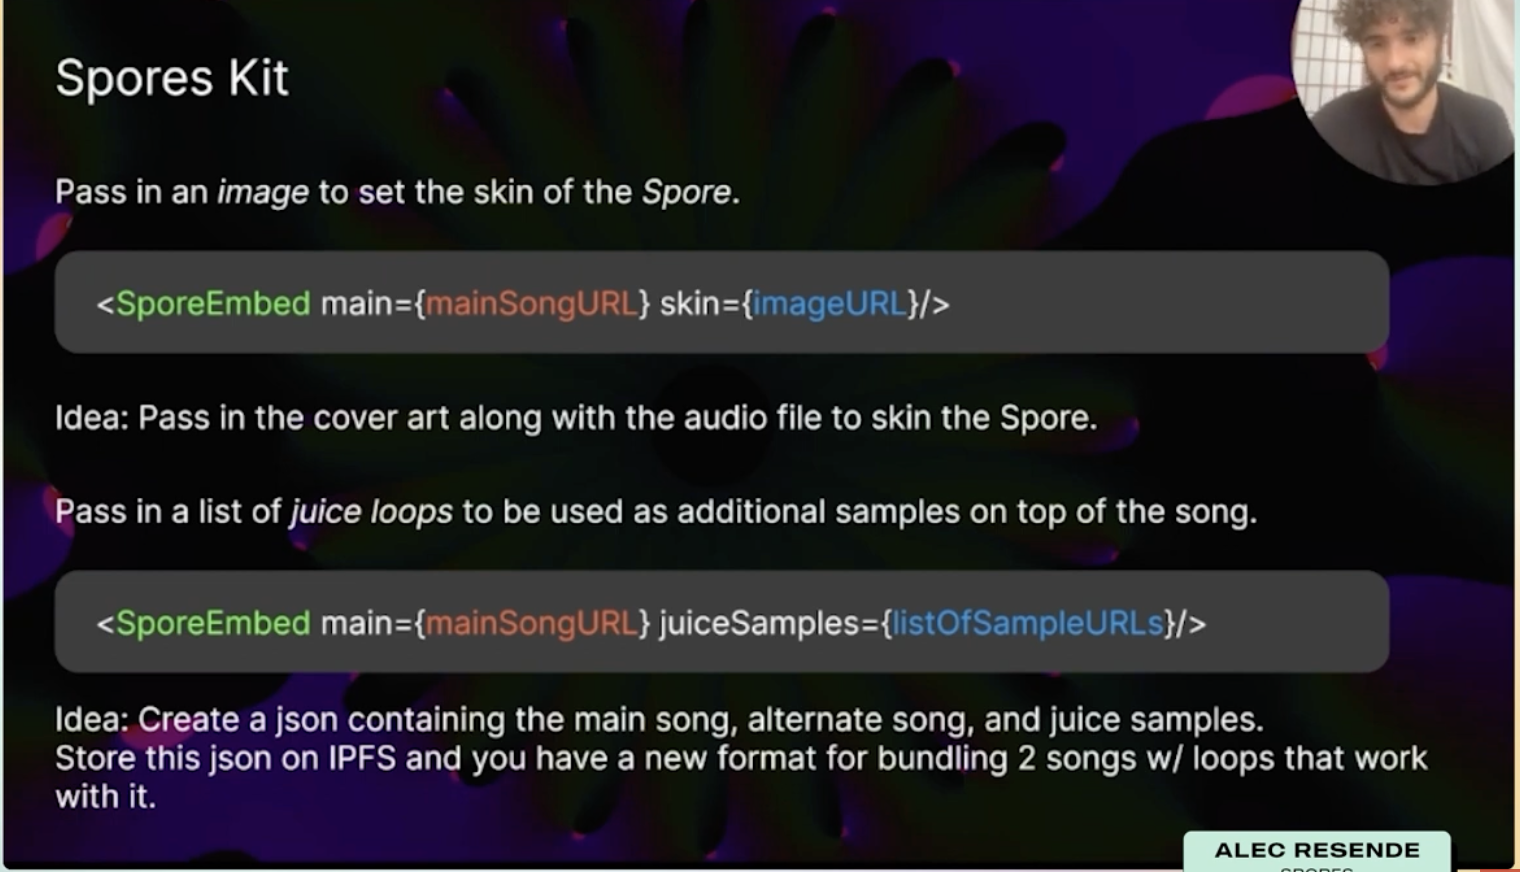 Spores Kit
Pass in an image to set the skin of the Spore.
<SporeEmbed main={mainSongURL} skin={imageURL}/>
Idea: Pass in the cover art along with the audio file to skin the Spore.
Pass in a list of juice loops to be used as additional samples on top of the song.
<SporeEmbed main={mainSongURL} juiceSamples={listOfSampleURLs}/>
Idea: Create a json containing the main song, alternate song, and juice samples.
Store this json on IPFS and you have a new format for bundling 2 songs w/ loops that work
with it.
ALEC RESENDE
SPORES